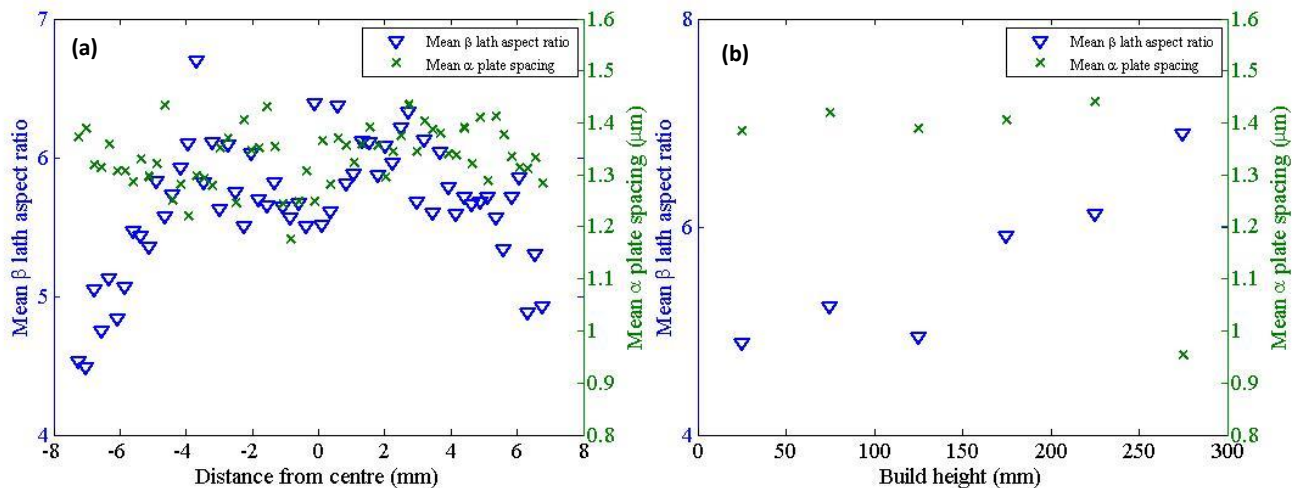 (a)
Mean β lath aspect ratio
Mean α plate spacing
7
6
5
4
Mean β lath aspect ratio
1.6
1.5
1.4
1.3
1.2
1.1
1
0.9
0.8
Mean α plate spacing (μm)
-8 -6 -4 -2 0 2 4 6 8
Distance from centre (mm)
(b)
Mean β lath aspect ratio
Mean α plate spacing
8
6
4
Mean β lath aspect ratio
1.6
1.5
1.4
1.3
1.2
1.1
1
0.9
0.8
Mean α plate spacing (μm)
0 50 100 150 200 250 300
Build height (mm)